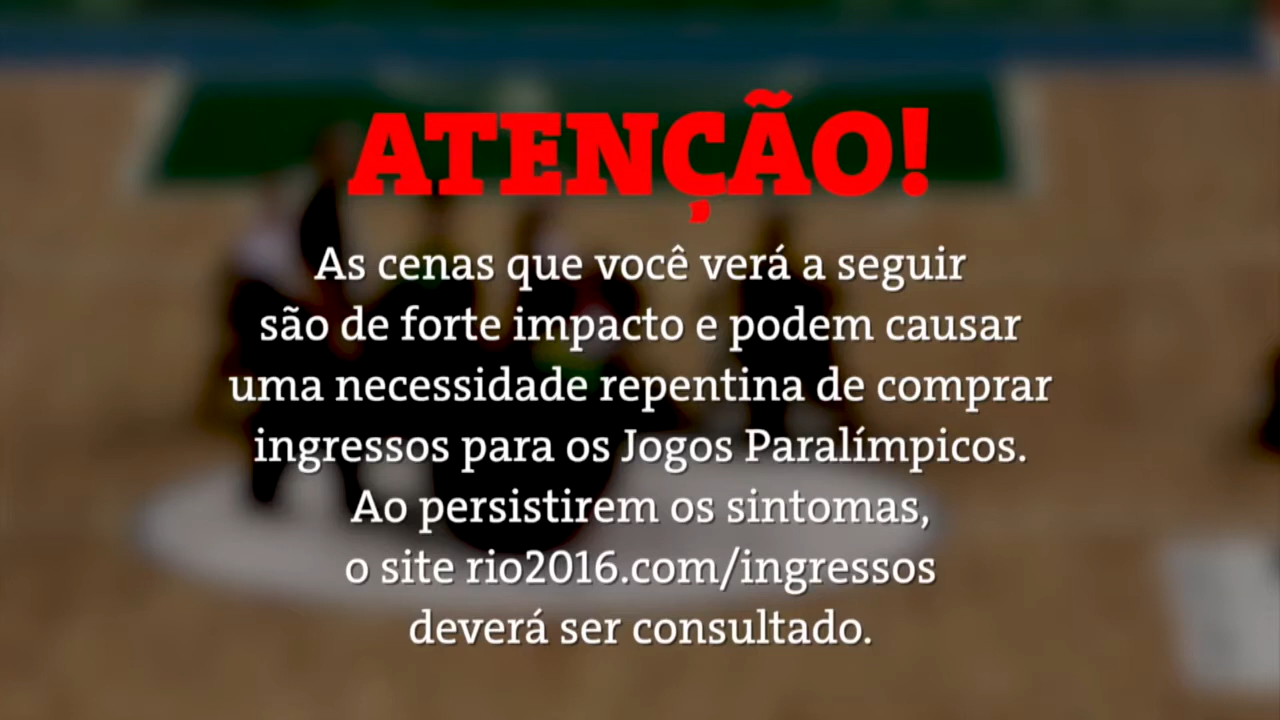 ATENÇÃO!
As cenas que você verá a seguir
são de forte impacto e podem causar
uma necessidade repentina de comprar
ingressos para os Jogos Paralímpicos.
Ao persistirem os sintomas,
o site rio2016.com/ingressos
deverá ser consultado.